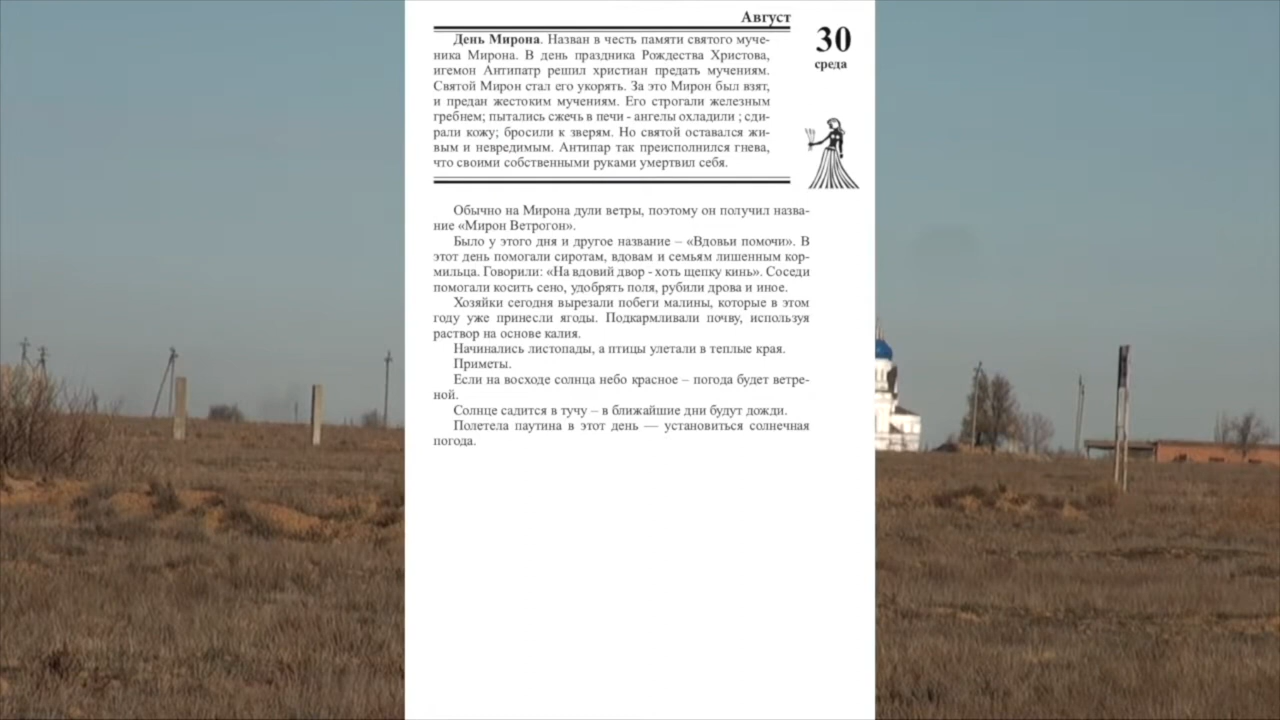 Август
30
среда
День Мирона. Назван в честь памяти святого муче-
ника Мирона. В день праздника Рождества Христова,
игемон Антипатр решил христиан предать мучениям.
Святой Мирон стал его укорять. За это Мирон был взят,
и предан жестоким мучениям. Его строгали железным
гребнем; пытались сжечь в печи - ангелы охладили ; сди-
рали кожу; бросили к зверям. Но святой оставался жи-
вым и невредимым. Антипар так преисполнился гнева,
что своими собственными руками умертвил себя.
Обычно на Мирона дули ветры, поэтому он получил назва-
ние «Мирон Ветрогон».
Было у этого дня и другое название – «Вдовьи помочи». В
этот день помогали сиротам, вдовам и семьям лишенным кор-
мильца. Говорили: «На вдовий двор - хоть щепку кинь». Соседи
помогали косить сено, удобрять поля, рубили дрова и иное.
Хозяйки сегодня вырезали побеги малины, которые в этом
году уже принесли ягоды. Подкармливали почву, используя
раствор на основе калия.
Начинались листопады, а птицы улетали в теплые края.
Приметы.
Если на восходе солнца небо красное – погода будет ветре-
ной.
Солнце садится в тучу – в ближайшие дни будут дожди.
Полетела паутина в этот день — установиться солнечная
погода.